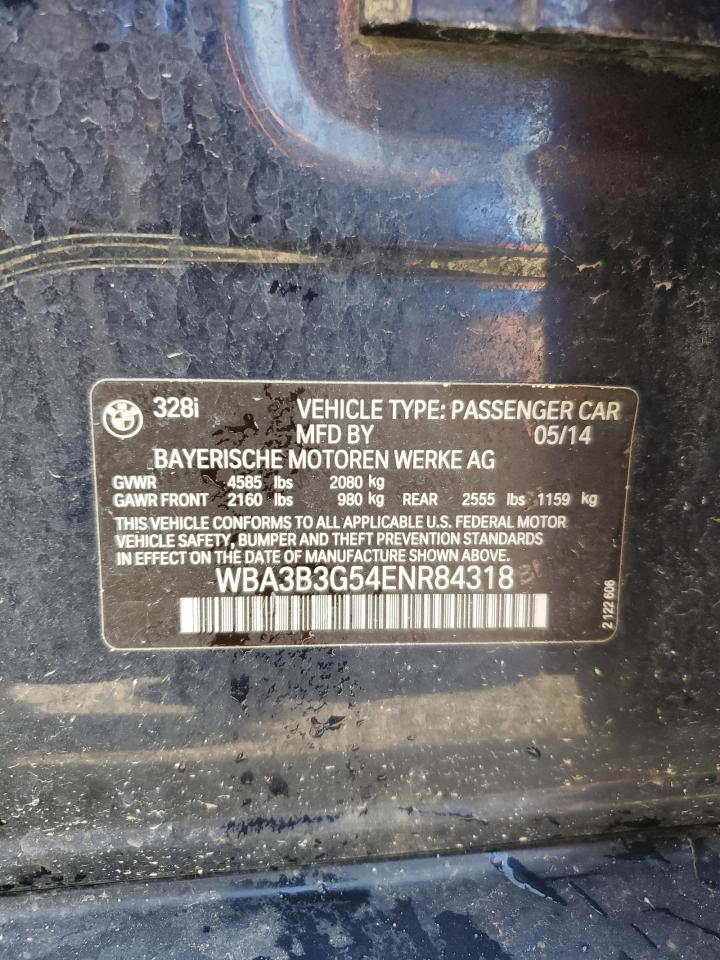 328i VEHICLE TYPE: PASSENGER CAR
MFD BY 05/14
BAYERISCHE MOTOREN WERKE AG
GVWR 4585 lbs 2080 kg
GAWR FRONT 2160 lbs 980 kg REAR 2555 lbs 1159 kg
THIS VEHICLE CONFORMS TO ALL APPLICABLE U.S. FEDERAL MOTOR
VEHICLE SAFETY, BUMPER AND THEFT PREVENTION STANDARDS
IN EFFECT ON THE DATE OF MANUFACTURE SHOWN ABOVE.
WBA3B3G54ENR84318
2 122 606